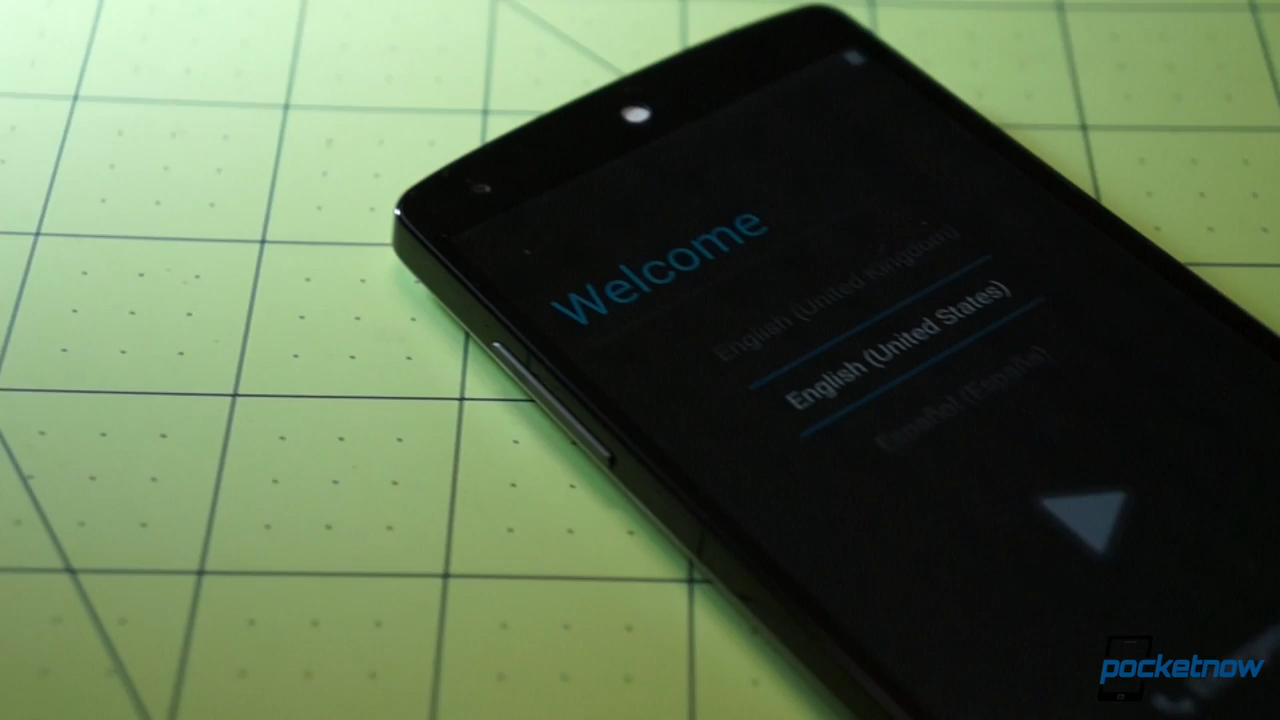 Welcome
English (United Kingdom)
English (United States)
Español (España)
pocketnow